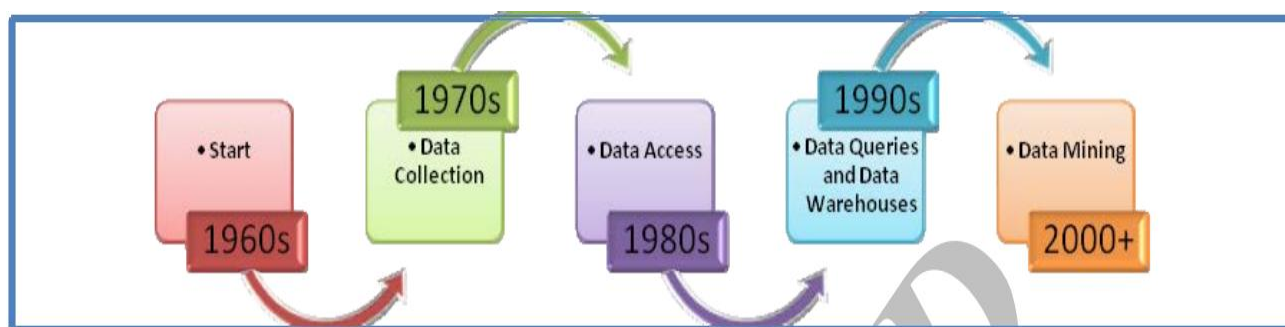 • Start
1960s
1970s
• Data
Collection
• Data Access
1980s
1990s
• Data Queries
and Data
Warehouses
• Data Mining
2000+